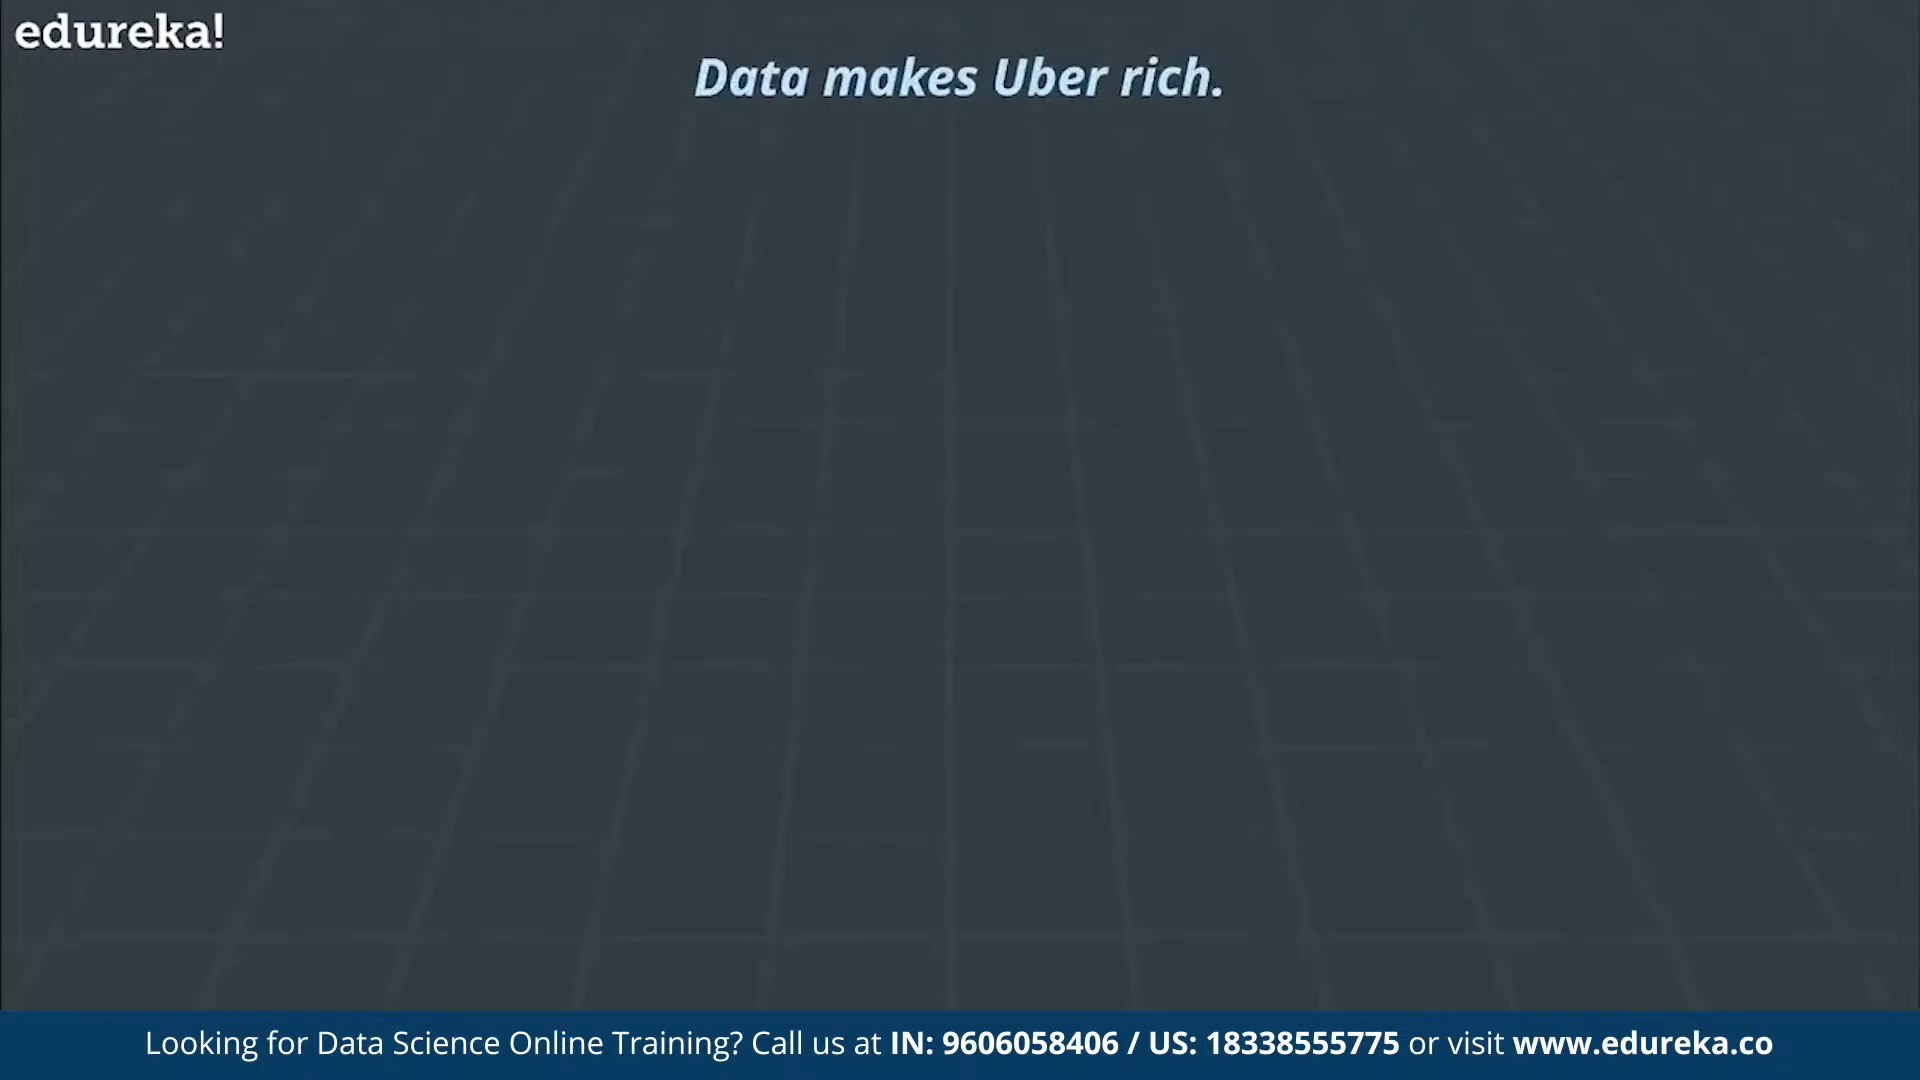 edureka!
Data makes Uber rich.
Looking for Data Science Online Training? Call us at IN: 9606058406 / US: 18338555775 or visit www.edureka.co